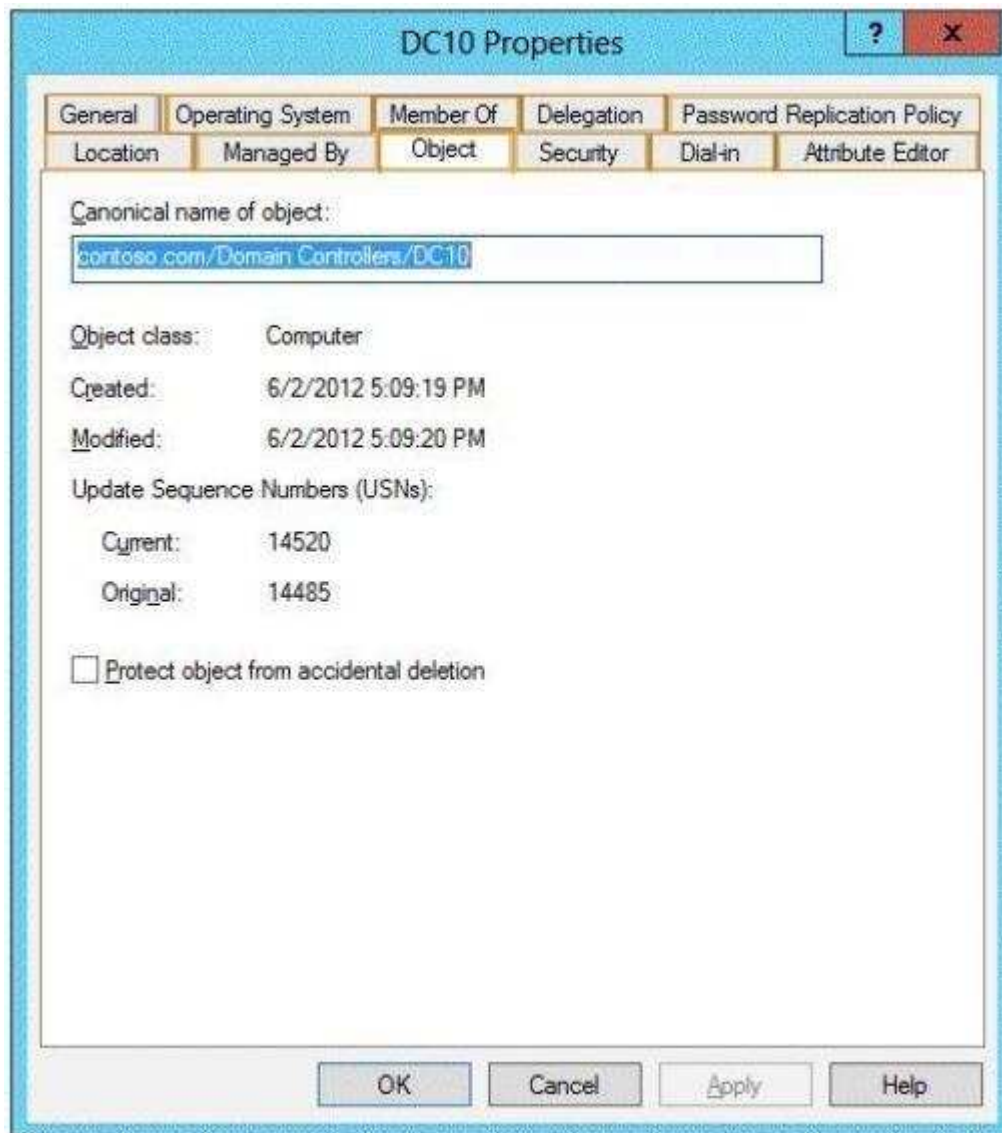 DC10 Properties
? x
General Operating System Member Of Delegation Password Replication Policy
Location Managed By Object Security Dial-in Attribute Editor
Canonical name of object:
contoso.com/Domain Controllers/DC10
Object class: Computer
Created: 6/2/2012 5:09:19 PM
Modified: 6/2/2012 5:09:20 PM
Update Sequence Numbers (USNs):
Current: 14520
Original: 14485
Protect object from accidental deletion
OK Cancel Apply Help